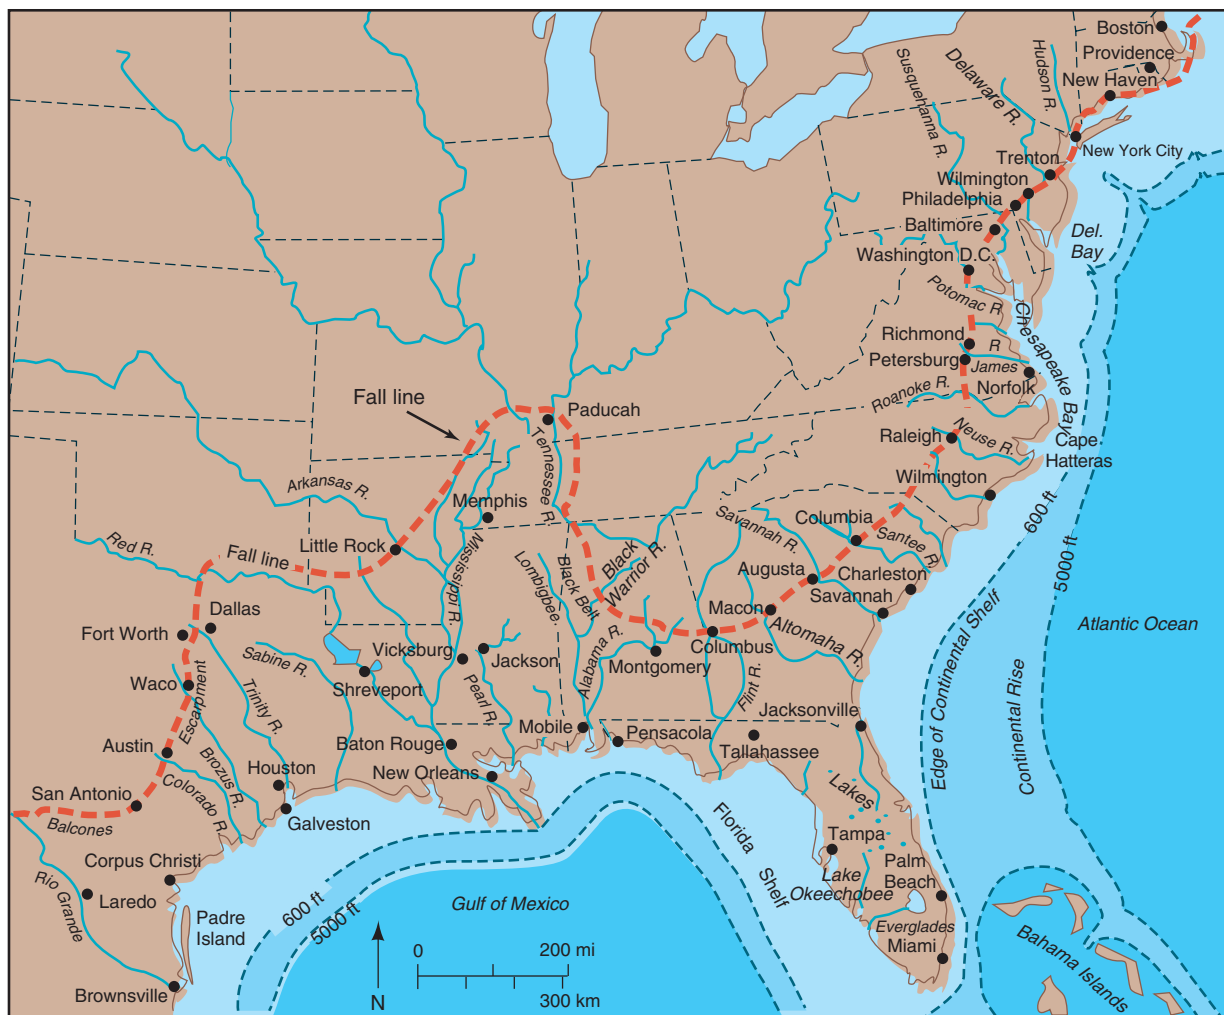 Boston
Providence
New Haven
Hudson R.
Delaware R.
Susquehanna R.
New York City
Trenton
Wilmington
Philadelphia
Baltimore
Del.
Bay
Washington D.C.
Potomac R
Chesapeake Bay
Richmond
R
Petersburg
James
Norfolk
Roanoke R.
Fall line
Paducah
Raleigh
Neuse R.
Cape
Hatteras
Tennessee R.
Wilmington
Arkansas R.
Memphis
600 ft
Savannah R.
Columbia
Santee R.
5000 ft
Red R.
Fall line
Little Rock
Mississippi R.
Lombigbee.
Black Belt
Black
Warrior R.
Augusta
Charleston
Savannah
Edge of Continental Shelf
Continental Rise
Atlantic Ocean
Dallas
Fort Worth
Macon
Altomaha R.
Columbus
Sabine R.
Vicksburg
Jackson
Alabama R.
Montgomery
Flint R.
Waco
Escarpment
Trinity R.
Shreveport
Pearl R.
Jacksonville
Mobile
Pensacola
Tallahassee
Austin
Brozus R.
Baton Rouge
Houston
New Orleans
San Antonio
Colorado R.
Balcones
Galveston
Lakes
Florida
Shelf
Tampa
Corpus Christi
Palm
Beach
Lake
Okeechobee
Rio Grande
Laredo
600 ft
5000 ft
Gulf of Mexico
Padre
Island
Everglades
Miami
Bahama Islands
0
200 mi
300 km
N
Brownsville